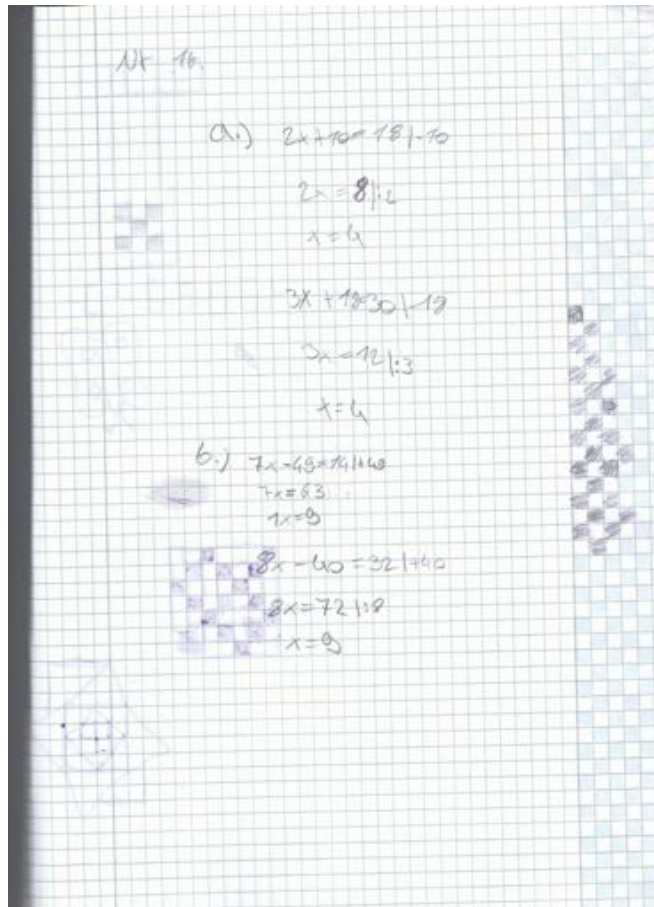 Nr 16.
a.) 2x+10=18|-10
2x=8|:2
x=4
3x+18=30|-18
3x=12|:3
x=4
b.) 7x-49=14|+49
7x=63
1x=9
8x-40=32|+40
8x=72|:8
x=9